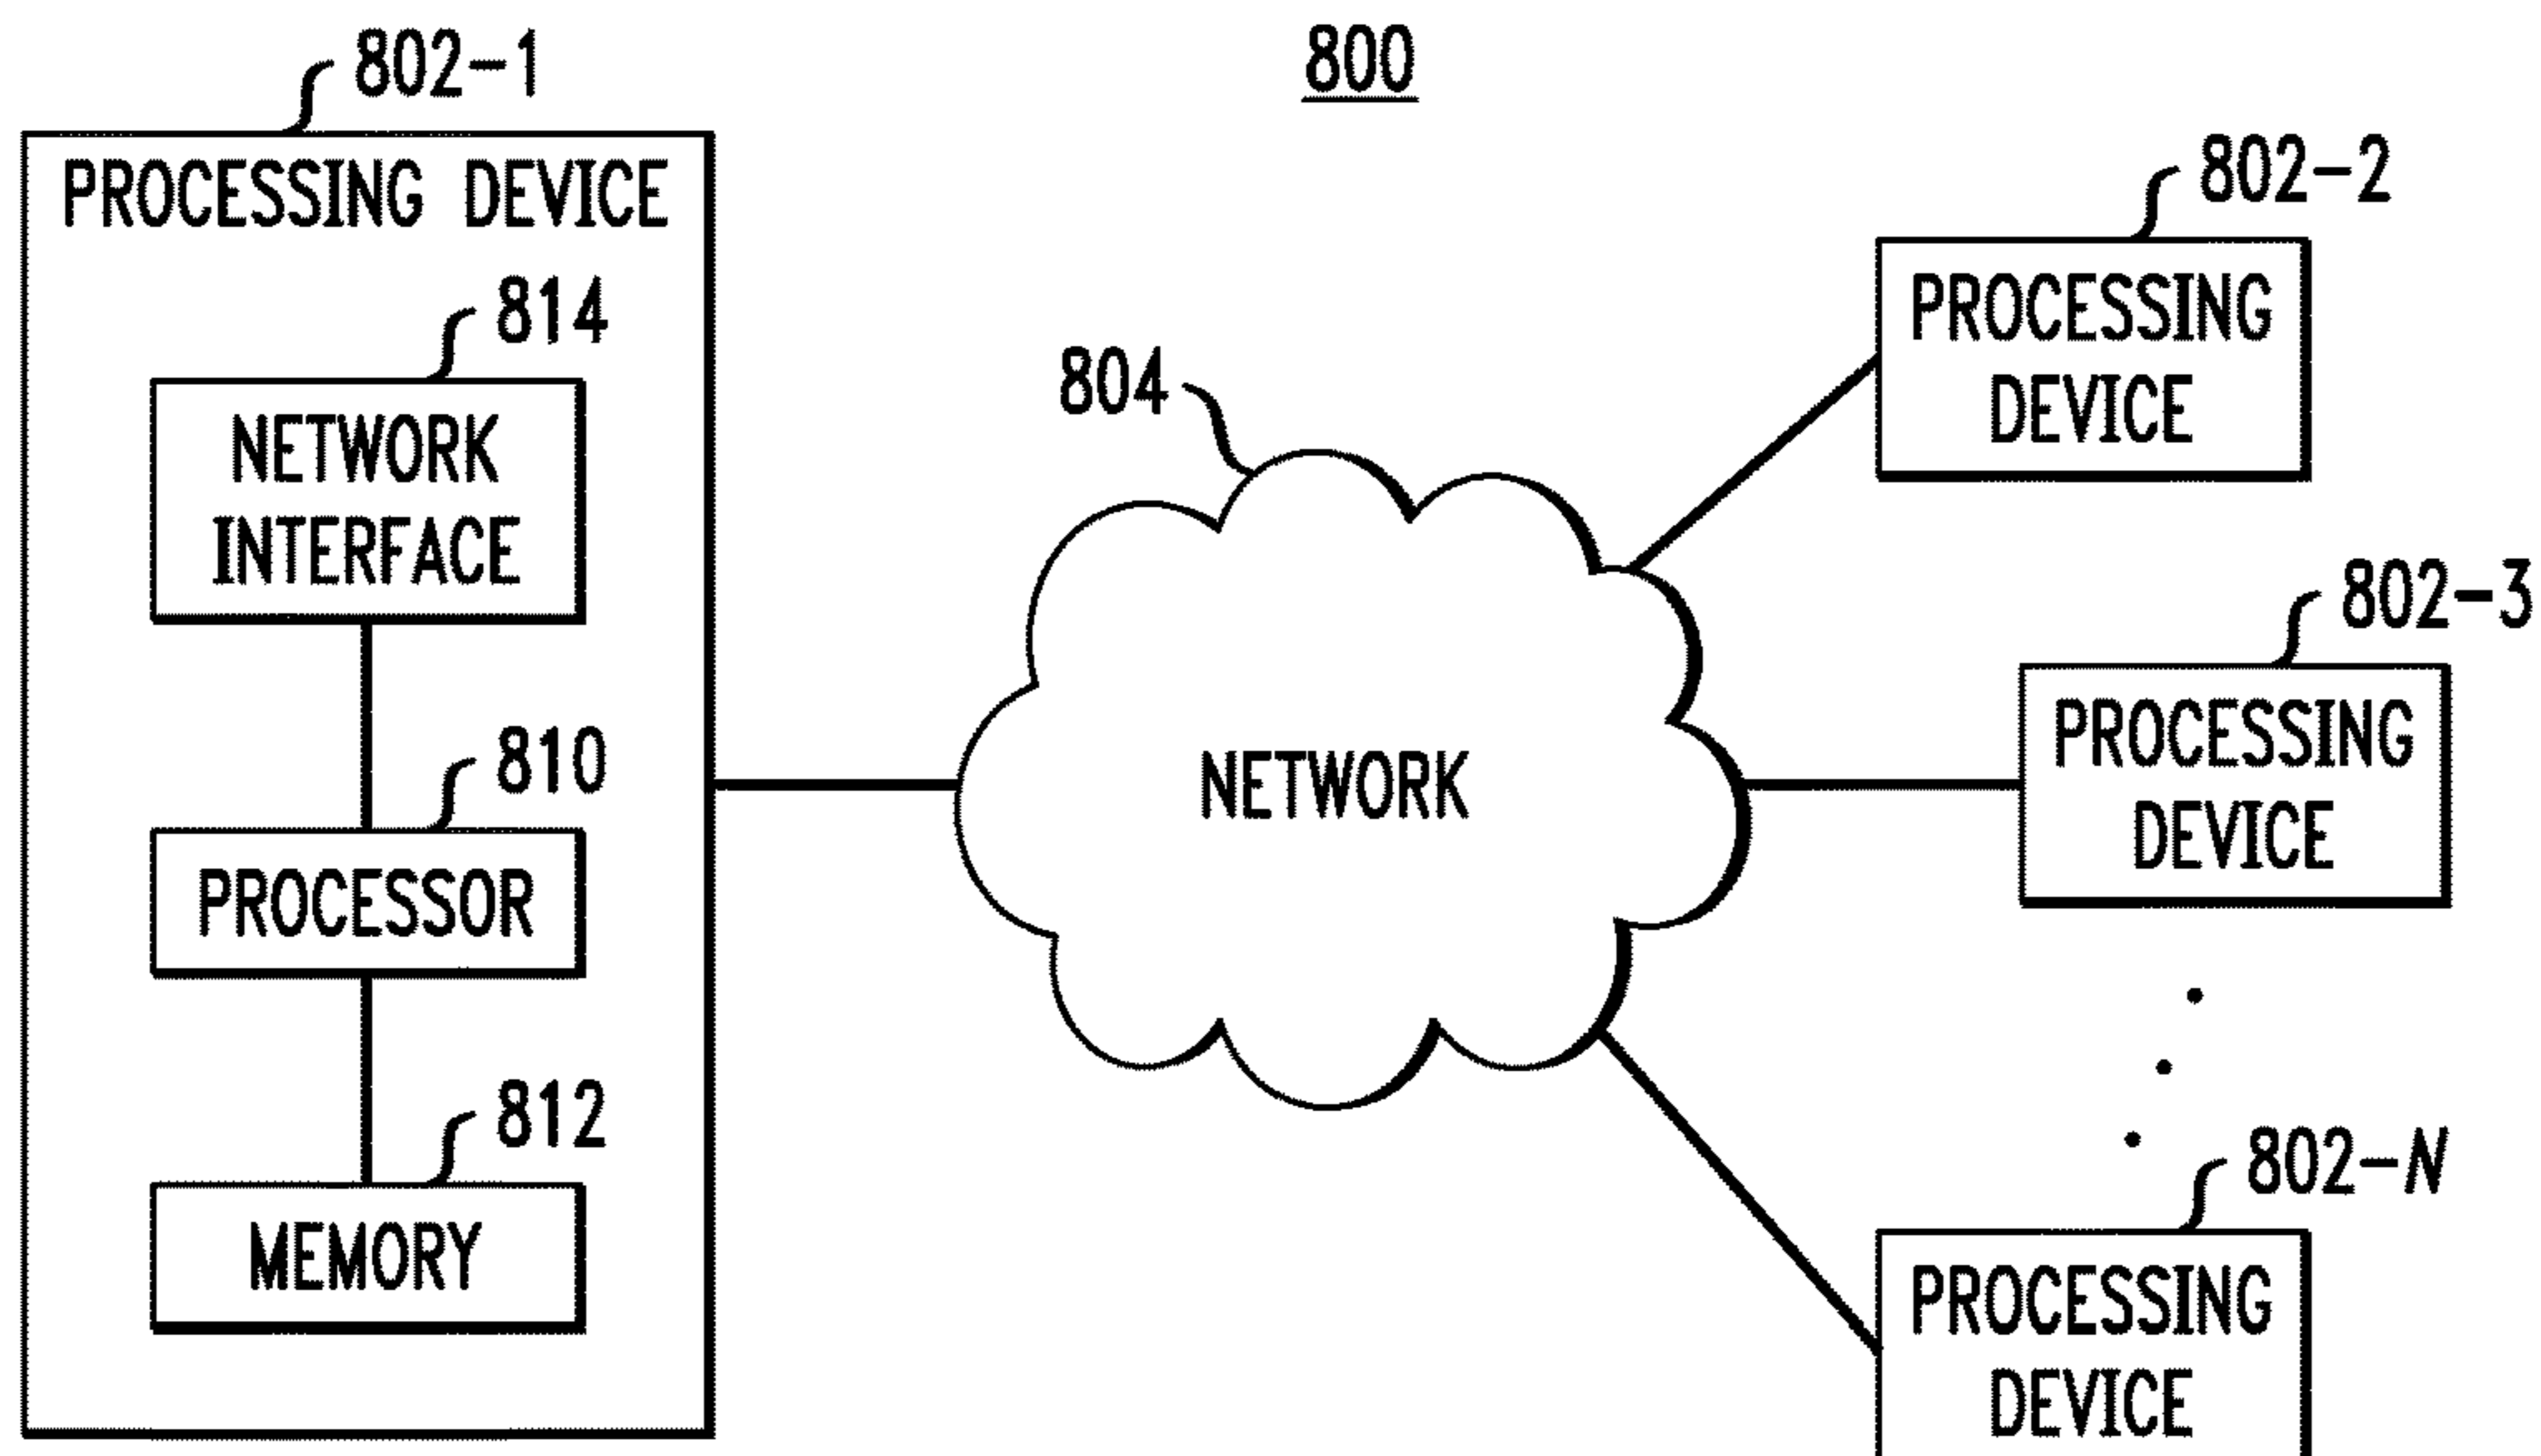 800
802-1
PROCESSING DEVICE
814
NETWORK
INTERFACE
810
PROCESSOR
812
MEMORY
804
NETWORK
802-2
PROCESSING
DEVICE
802-3
PROCESSING
DEVICE
802-N
PROCESSING
DEVICE